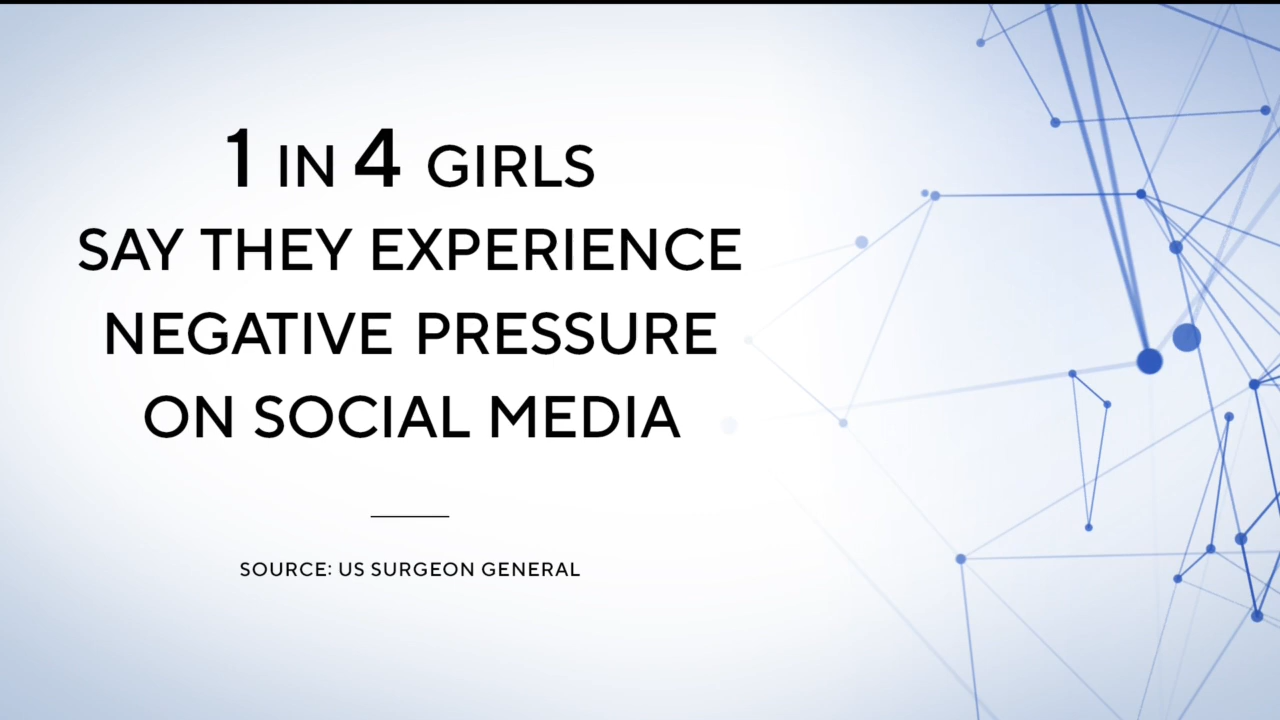 1 IN 4 GIRLS
SAY THEY EXPERIENCE
NEGATIVE PRESSURE
ON SOCIAL MEDIA
SOURCE: US SURGEON GENERAL